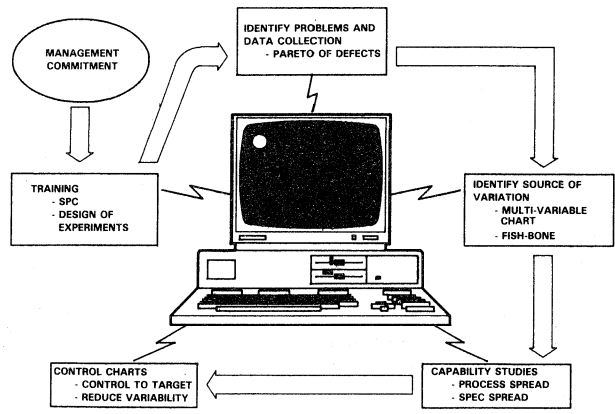 MANAGEMENT
COMMITMENT
IDENTIFY PROBLEMS AND
DATA COLLECTION
- PARETO OF DEFECTS
TRAINING
- SPC
- DESIGN OF
EXPERIMENTS
IDENTIFY SOURCE OF
VARIATION
- MULTI-VARIABLE
CHART
- FISH-BONE
CONTROL CHARTS
- CONTROL TO TARGET
- REDUCE VARIABILITY
CAPABILITY STUDIES
- PROCESS SPREAD
- SPEC SPREAD